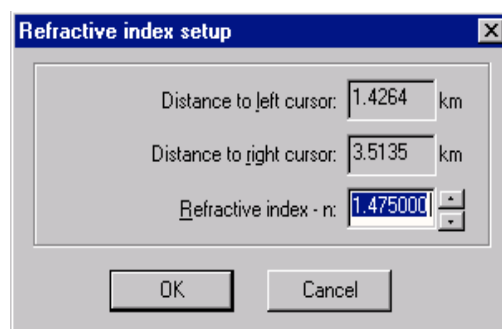 Refractive index setup
Distance to left cursor: 1.4264 km
Distance to right cursor: 3.5135 km
Refractive index - n: 1.475000
OK Cancel